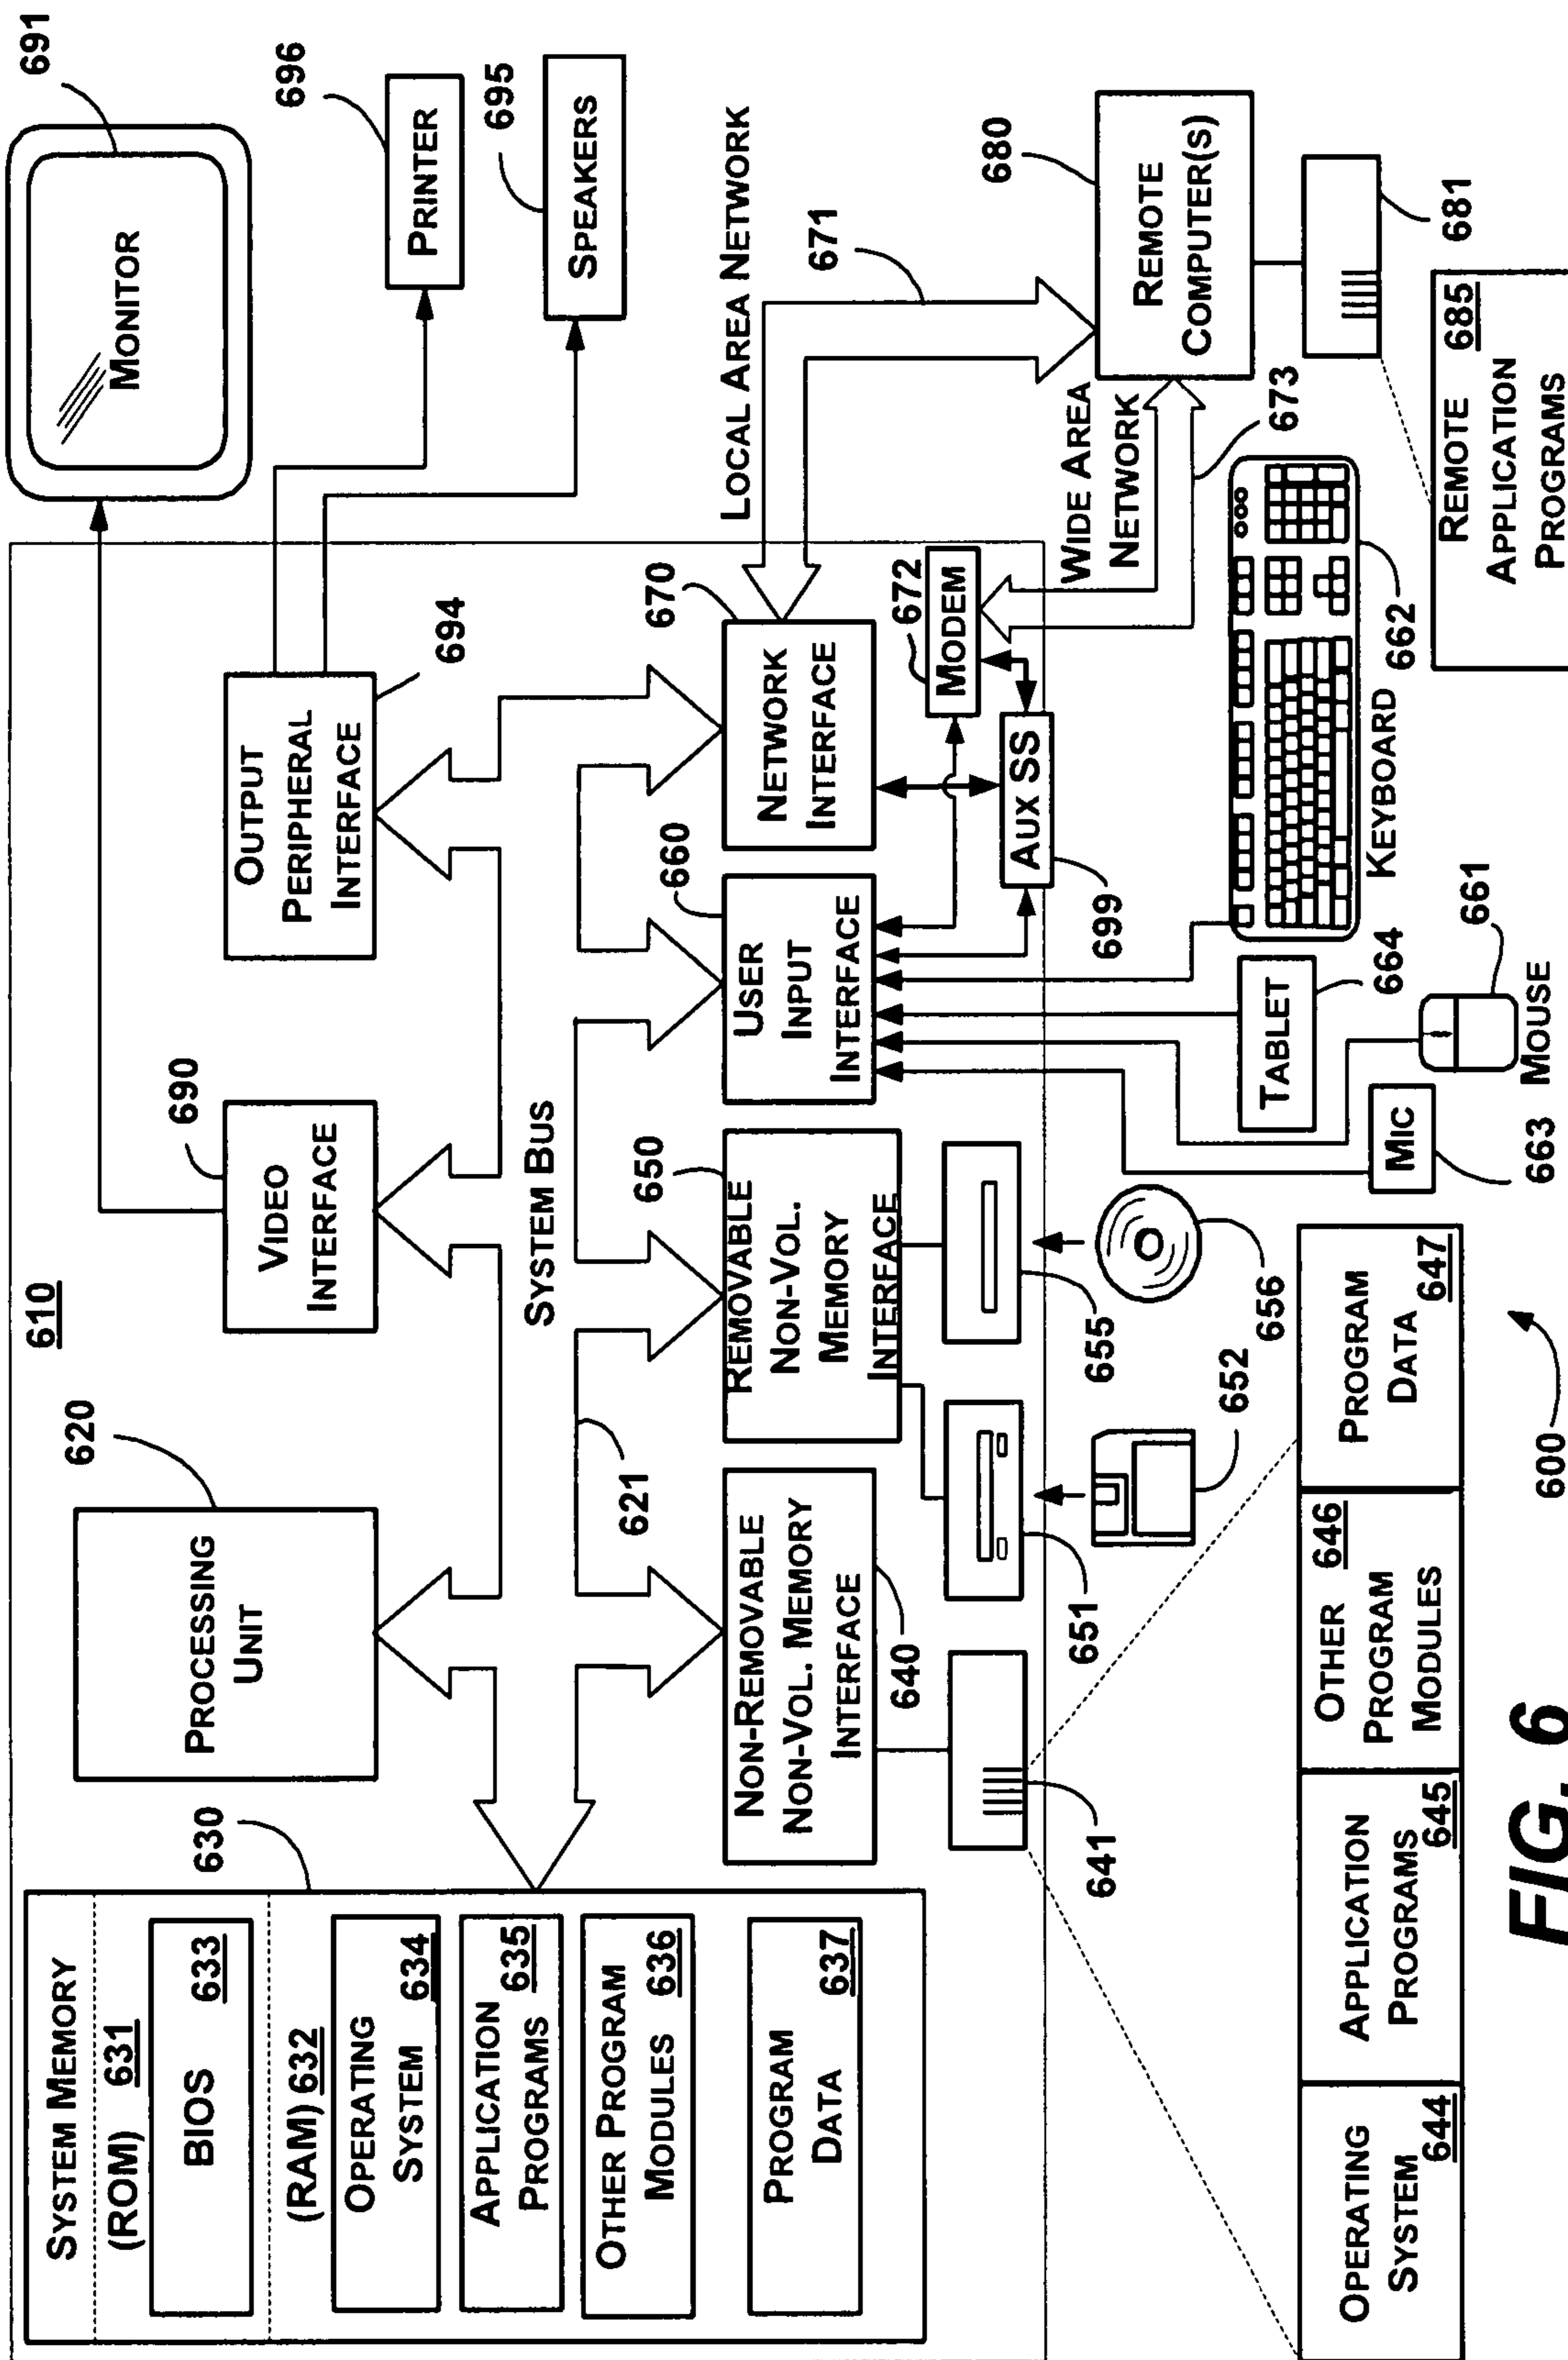 610
SYSTEM MEMORY
(ROM) 631
BIOS 633
(RAM) 632
OPERATING
SYSTEM 634
APPLICATION
PROGRAMS 635
OTHER PROGRAM
MODULES 636
PROGRAM
DATA 637
630
PROCESSING
UNIT
620
VIDEO
INTERFACE
690
OUTPUT
PERIPHERAL
INTERFACE
694
MONITOR
691
PRINTER
696
SPEAKERS
695
SYSTEM BUS
621
NON-REMOVABLE
NON-VOL. MEMORY
INTERFACE
640
REMOVABLE
NON-VOL.
MEMORY
INTERFACE
650
USER
INPUT
INTERFACE
660
NETWORK
INTERFACE
670
LOCAL AREA NETWORK
671
MODEM
672
AUX SS
699
WIDE AREA
NETWORK
673
REMOTE
COMPUTER(S)
680
641
651
655
652
656
681
MIC
663
TABLET
664
MOUSE
661
KEYBOARD
662
OPERATING
SYSTEM 644
APPLICATION
PROGRAMS 645
OTHER 646
PROGRAM
MODULES
PROGRAM
DATA 647
REMOTE 685
APPLICATION
PROGRAMS
600
FIG. 6